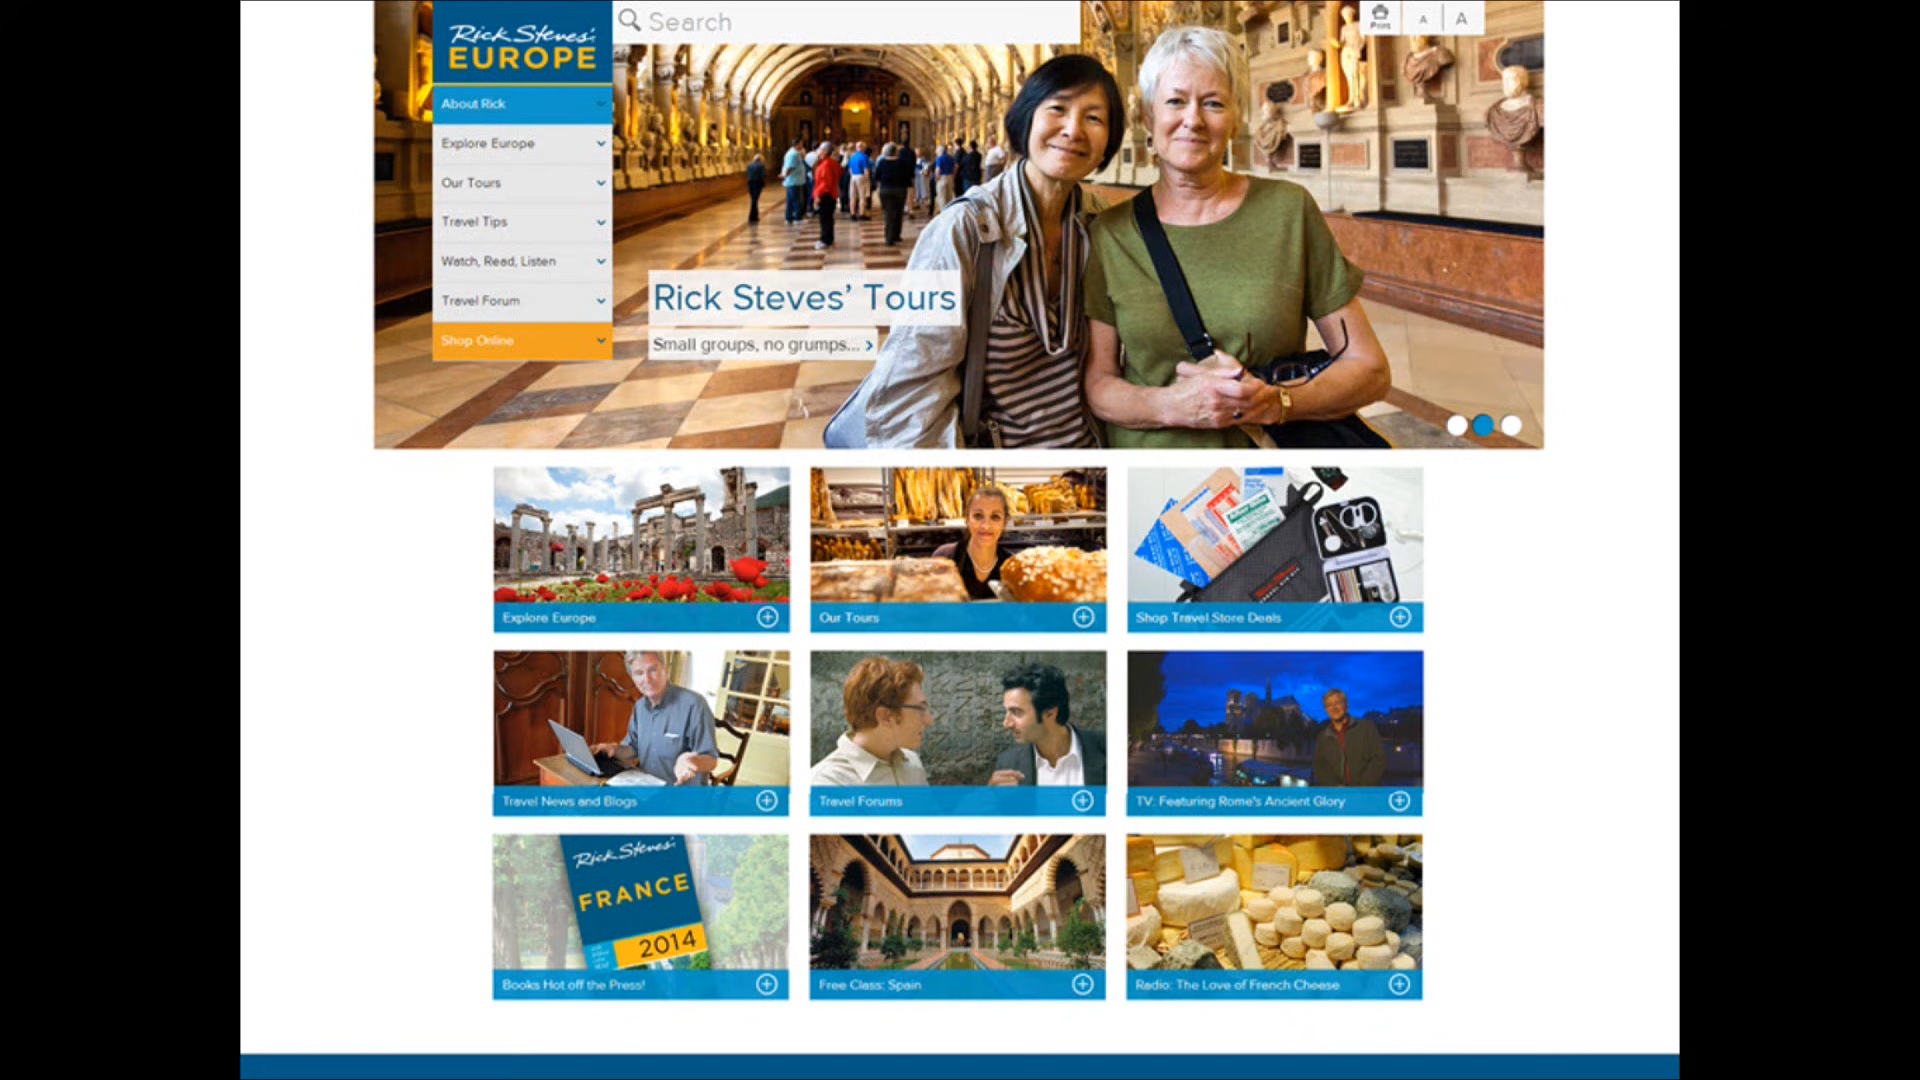 Rick Steves'
EUROPE
Search
Print
A
A
About Rick
Explore Europe
Our Tours
Travel Tips
Watch, Read, Listen
Travel Forum
Shop Online
Rick Steves' Tours
Small groups, no grumps...
Explore Europe
Our Tours
Shop Travel Store Deals
Travel News and Blogs
Travel Forums
TV: Featuring Rome's Ancient Glory
Rick Steves'
FRANCE
2014
Books Hot off the Press!
Free Class: Spain
Radio: The Love of French Cheese